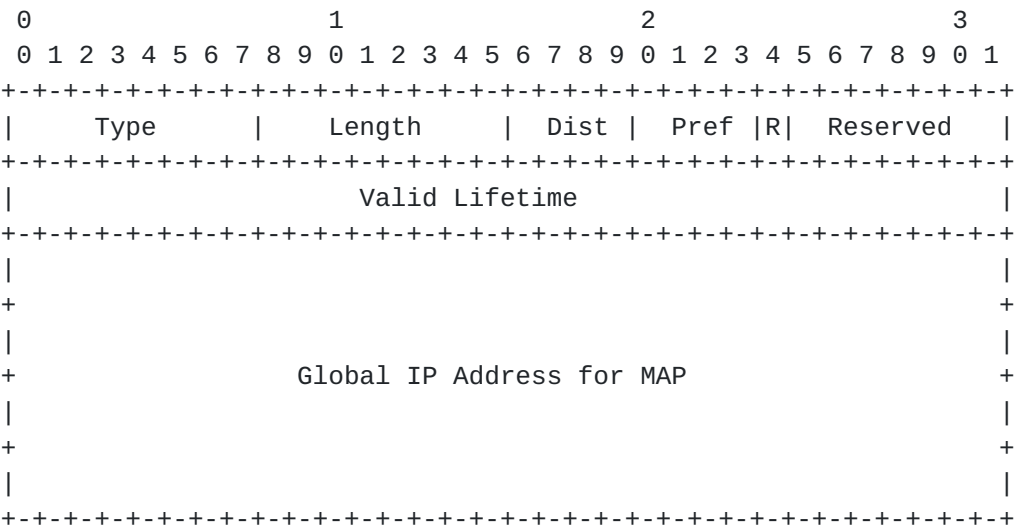 0                   1                   2                   3
 0 1 2 3 4 5 6 7 8 9 0 1 2 3 4 5 6 7 8 9 0 1 2 3 4 5 6 7 8 9 0 1
+-+-+-+-+-+-+-+-+-+-+-+-+-+-+-+-+-+-+-+-+-+-+-+-+-+-+-+-+-+-+-+-+
|     Type      |    Length     |  Dist |  Pref |R|  Reserved   |
+-+-+-+-+-+-+-+-+-+-+-+-+-+-+-+-+-+-+-+-+-+-+-+-+-+-+-+-+-+-+-+-+
|                      Valid Lifetime                           |
+-+-+-+-+-+-+-+-+-+-+-+-+-+-+-+-+-+-+-+-+-+-+-+-+-+-+-+-+-+-+-+-+
|                                                               |
+                                                               +
|                                                               |
+                  Global IP Address for MAP                    +
|                                                               |
+                                                               +
|                                                               |
+-+-+-+-+-+-+-+-+-+-+-+-+-+-+-+-+-+-+-+-+-+-+-+-+-+-+-+-+-+-+-+-+